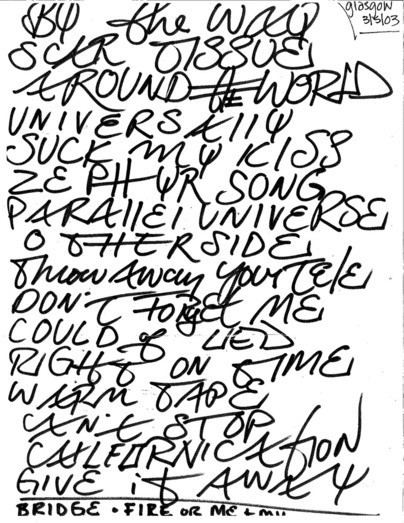 glasgow
3/5/03
BY the WAY
SCAR TISSUE
AROUND the WORLD
UNIVERSALLY
SUCK MY KISS
ZEPHYR SONG
PARALLEL UNIVERSE
OTHERSIDE
Throw AWAY your TELE
DON'T FORGET ME
COULD of LIED
RIGHT ON TIME
WARM TAPE
CAN'T STOP
CALIFORNICATION
GIVE it AWAY
BRIDGE • FIRE OR ME + MY